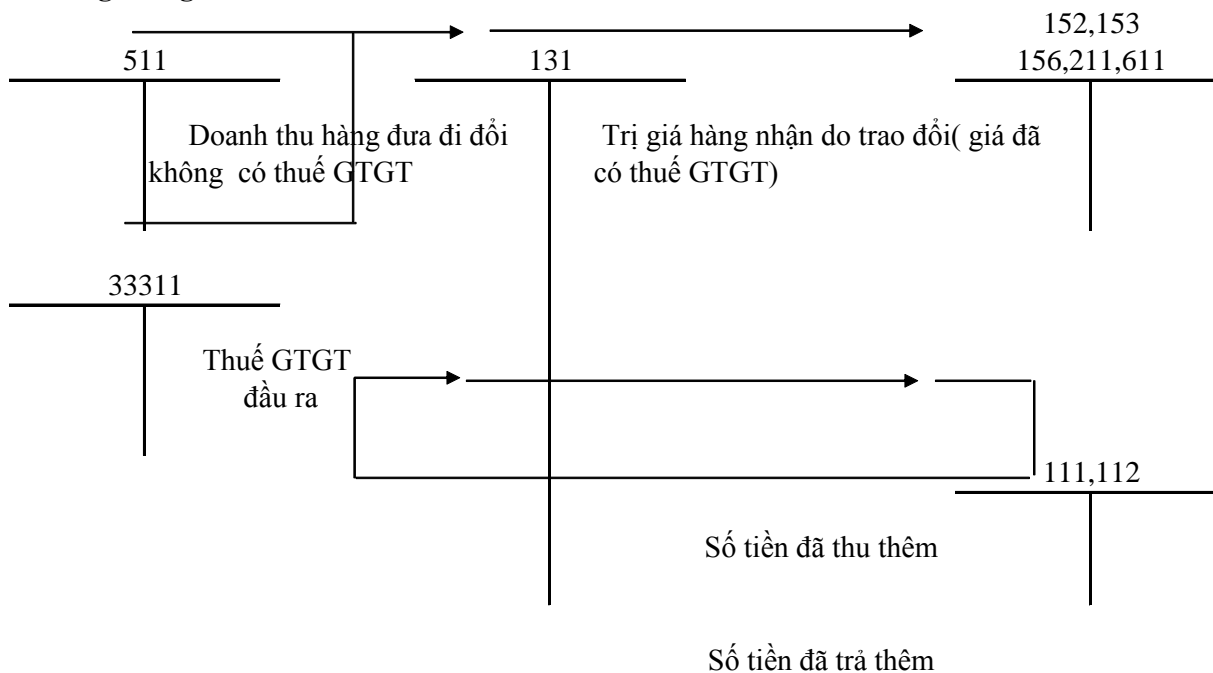 152,153
511
131
156,211,611
Doanh thu hàng đưa đi đổi
không có thuế GTGT
Trị giá hàng nhận do trao đổi( giá đã
có thuế GTGT)
33311
Thuế GTGT
đầu ra
111,112
Số tiền đã thu thêm
Số tiền đã trả thêm